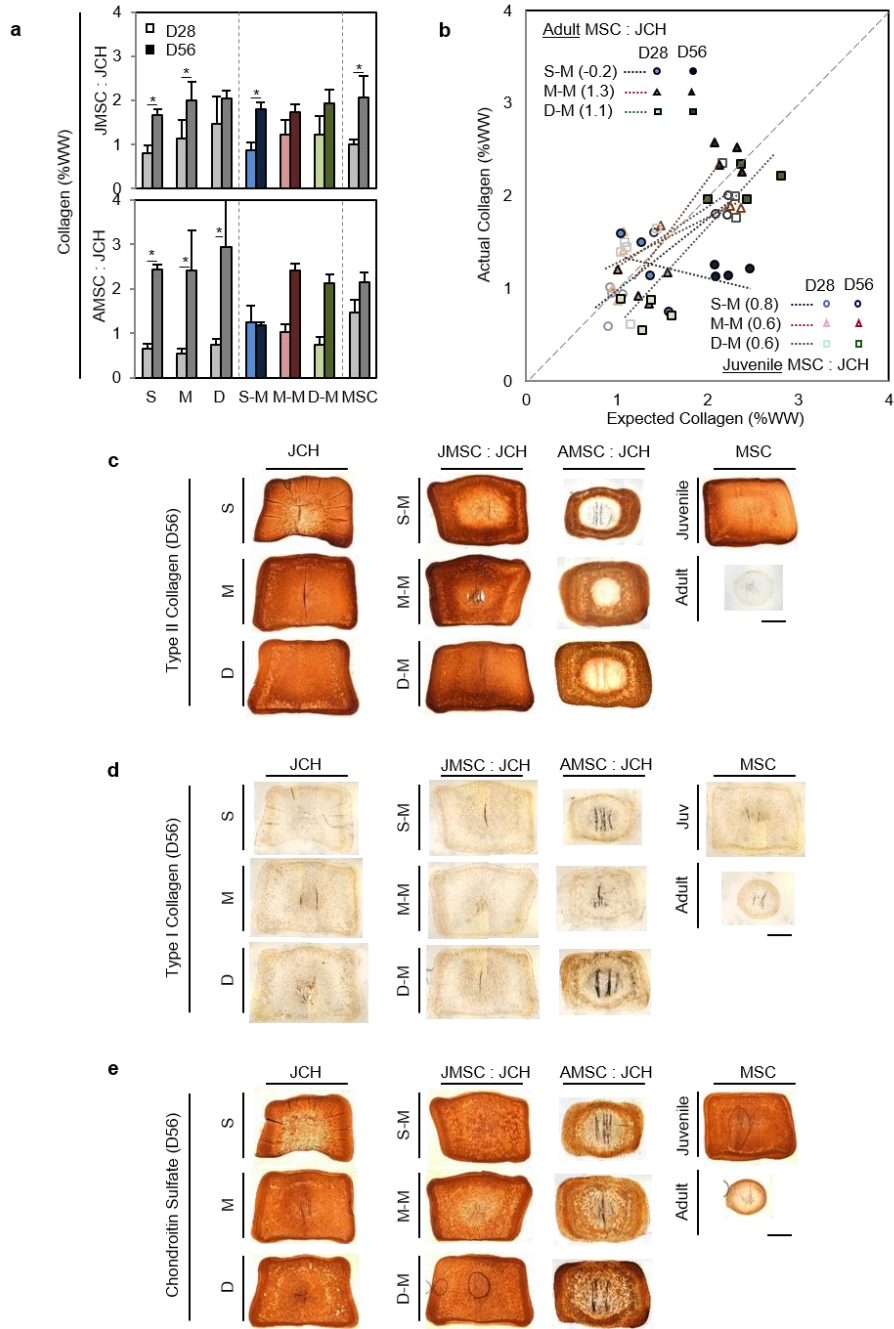 a
Collagen (%WW)
JMSC : JCH
4
3
2
1
0
D28
D56
*
*
*
*
AMSC : JCH
4
3
2
1
0
*
*
*
S M D S-M M-M D-M MSC
b
Actual Collagen (%WW)
4
3
2
1
0
Adult MSC : JCH
D28 D56
S-M (-0.2)
M-M (1.3)
D-M (1.1)
D28 D56
S-M (0.8)
M-M (0.6)
D-M (0.6)
Juvenile MSC : JCH
0 1 2 3 4
Expected Collagen (%WW)
c
Type II Collagen (D56)
JCH JMSC : JCH AMSC : JCH MSC
S S-M Juvenile
M M-M Adult
D D-M
d
Type I Collagen (D56)
JCH JMSC : JCH AMSC : JCH MSC
S S-M Juv
M M-M Adult
D D-M
e
Chondroitin Sulfate (D56)
JCH JMSC : JCH AMSC : JCH MSC
S S-M Juvenile
M M-M Adult
D D-M